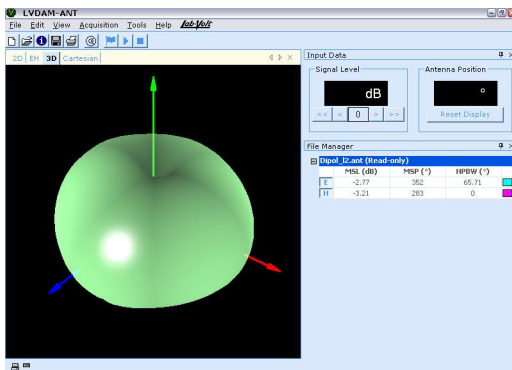 LVDAM-ANT
File Edit View Acquisition Tools Help Lab-Volt
2D EH 3D Cartesian
Input Data
Signal Level
dB
<< < 0 > >>
Antenna Position
°
Reset Display
File Manager
Dipol_l2.ant (Read-only)
MSL (dB) MSP (°) HPBW (°)
E -2.77 352 65.71
H -3.21 283 0